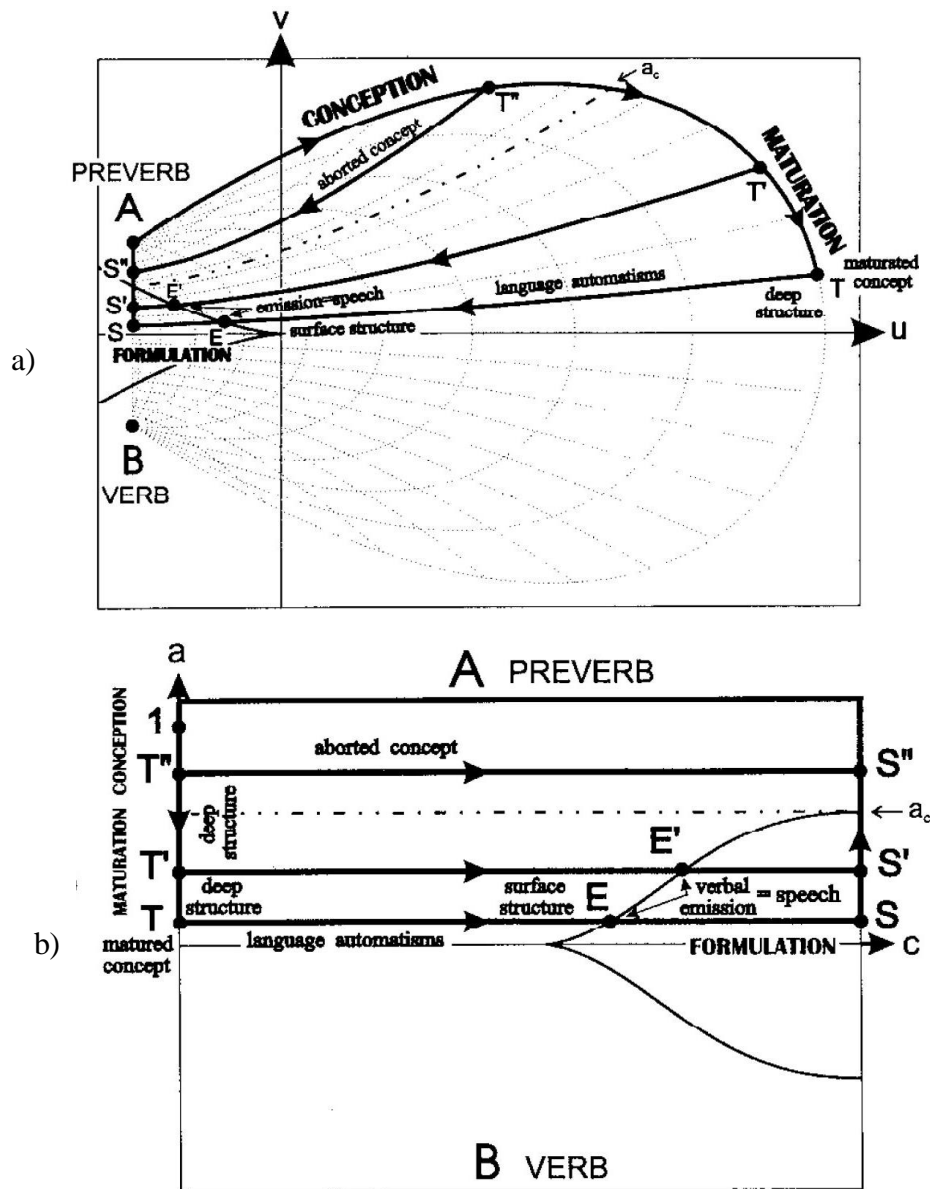 v
a꜀
CONCEPTION
T"
aborted concept
MATURATION
PREVERB
A
T'
S"
S'
E'
emission=speech
language automatisms
T
maturated
concept
S
deep
structure
FORMULATION
E
surface structure
u
a)
B
VERB
a
A PREVERB
MATURATION CONCEPTION
1
T"
aborted concept
S"
deep
structure
a꜀
E'
T'
S'
deep
structure
surface
structure
E
verbal
emission
= speech
T
S
b)
matured
concept
language automatisms
FORMULATION
c
B VERB